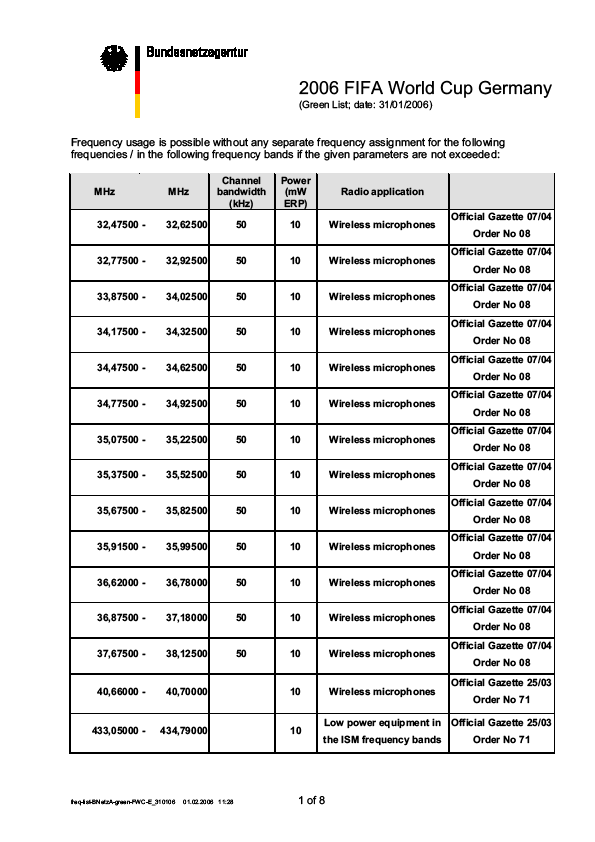 Bundesnetzagentur
2006 FIFA World Cup Germany
(Green List; date: 31/01/2006)
Frequency usage is possible without any separate frequency assignment for the following
frequencies / in the following frequency bands if the given parameters are not exceeded:
MHz MHz Channel bandwidth (kHz) Power (mW ERP) Radio application
32,47500 - 32,62500 50 10 Wireless microphones Official Gazette 07/04 Order No 08
32,77500 - 32,92500 50 10 Wireless microphones Official Gazette 07/04 Order No 08
33,87500 - 34,02500 50 10 Wireless microphones Official Gazette 07/04 Order No 08
34,17500 - 34,32500 50 10 Wireless microphones Official Gazette 07/04 Order No 08
34,47500 - 34,62500 50 10 Wireless microphones Official Gazette 07/04 Order No 08
34,77500 - 34,92500 50 10 Wireless microphones Official Gazette 07/04 Order No 08
35,07500 - 35,22500 50 10 Wireless microphones Official Gazette 07/04 Order No 08
35,37500 - 35,52500 50 10 Wireless microphones Official Gazette 07/04 Order No 08
35,67500 - 35,82500 50 10 Wireless microphones Official Gazette 07/04 Order No 08
35,91500 - 35,99500 50 10 Wireless microphones Official Gazette 07/04 Order No 08
36,62000 - 36,78000 50 10 Wireless microphones Official Gazette 07/04 Order No 08
36,87500 - 37,18000 50 10 Wireless microphones Official Gazette 07/04 Order No 08
37,67500 - 38,12500 50 10 Wireless microphones Official Gazette 07/04 Order No 08
40,66000 - 40,70000 10 Wireless microphones Official Gazette 25/03 Order No 71
433,05000 - 434,79000 10 Low power equipment in the ISM frequency bands Official Gazette 25/03 Order No 71
freq-list-BNetzA-green-FWC-E_310106 01.02.2006 11:28 1 of 8